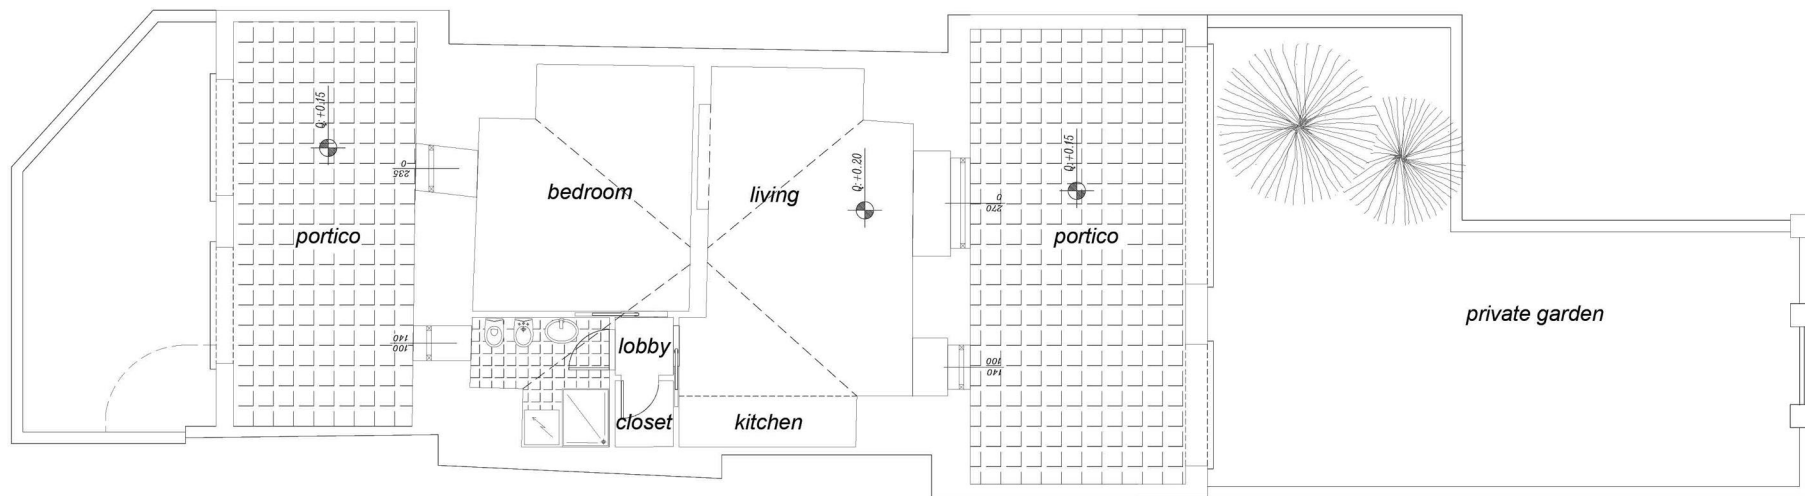 Q: +0.15
0
235
portico
140
100
bedroom
living
Q: +0.20
lobby
closet
kitchen
0
270
Q: +0.15
portico
100
140
private garden